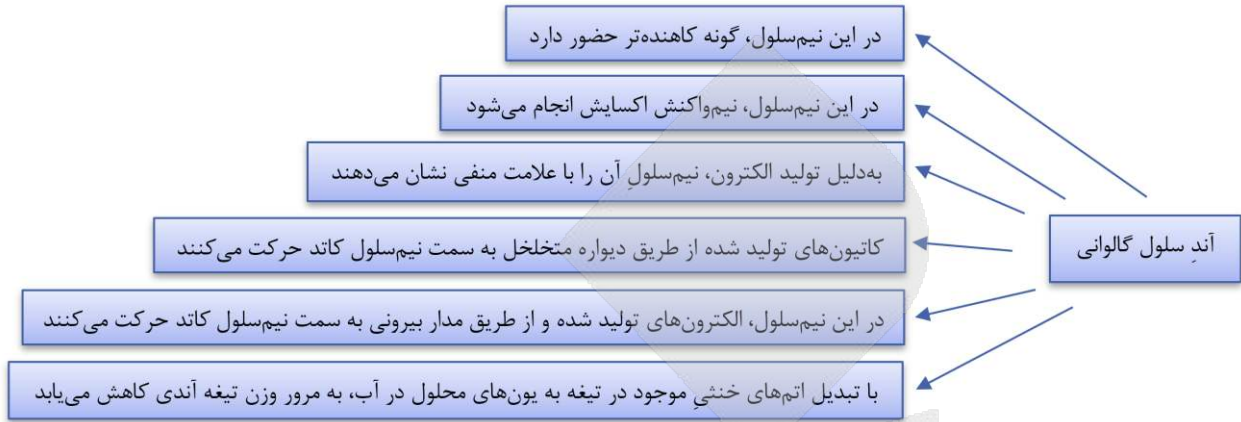 در این نیم‌سلول، گونه کاهنده‌تر حضور دارد
در این نیم‌سلول، نیم‌واکنش اکسایش انجام می‌شود
به‌دلیل تولید الکترون، نیم‌سلولِ آن را با علامت منفی نشان می‌دهند
آندِ سلول گالوانی
کاتیون‌های تولید شده از طریق دیواره متخلخل به سمت نیم‌سلول کاتد حرکت می‌کنند
در این نیم‌سلول، الکترون‌های تولید شده و از طریق مدار بیرونی به سمت نیم‌سلول کاتد حرکت می‌کنند
با تبدیل اتم‌های خنثیِ موجود در تیغه به یون‌های محلول در آب، به مرور وزن تیغه آندی کاهش می‌یابد